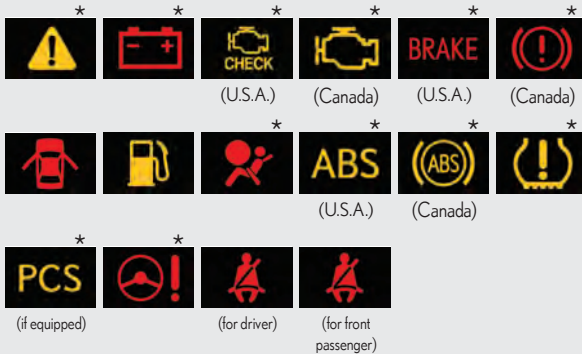 * * * * * *
CHECK BRAKE
(U.S.A.) (Canada) (U.S.A.) (Canada)
* * * *
ABS (ABS)
(U.S.A.) (Canada)
* *
PCS
(if equipped) (for driver) (for front
passenger)